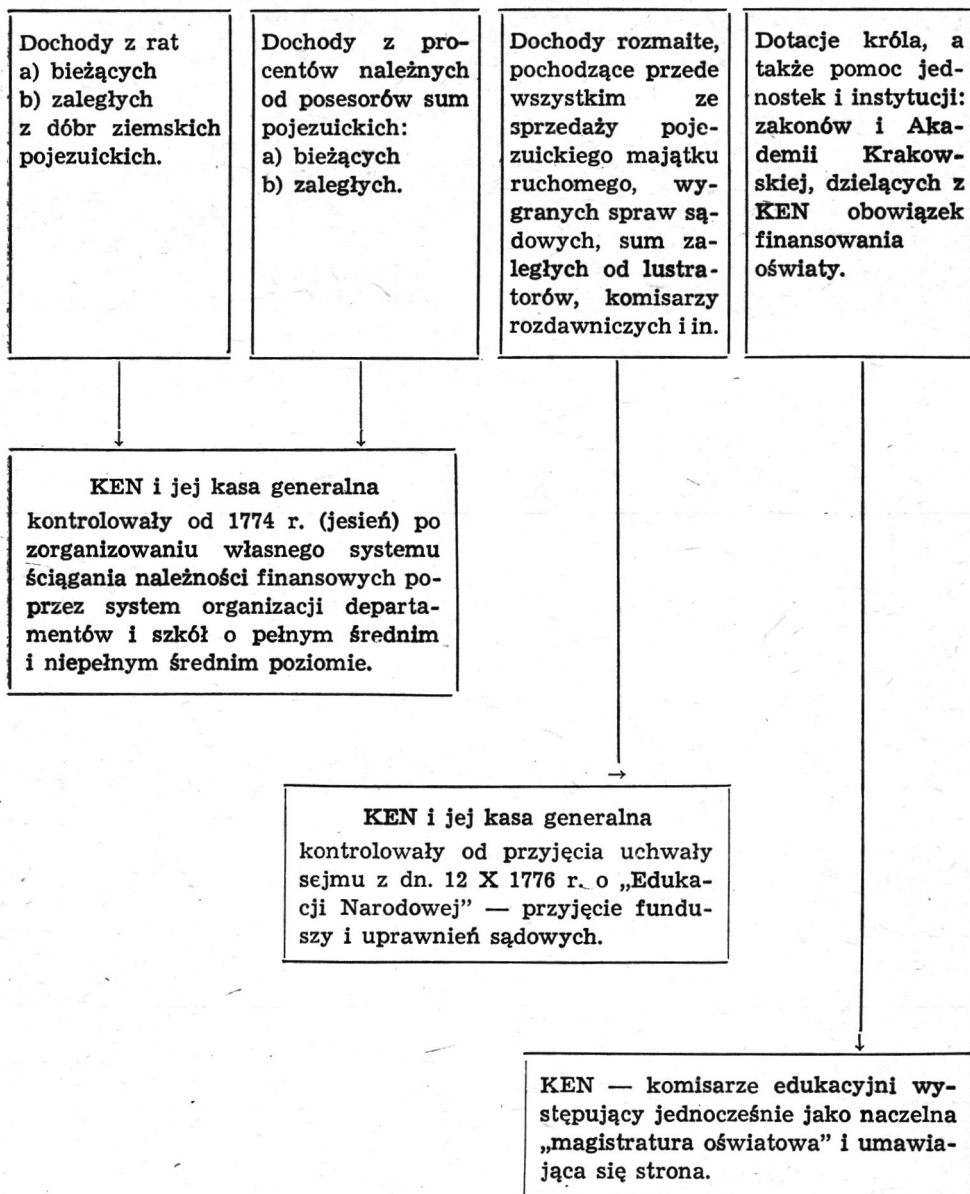 Dochody z rat
a) bieżących
b) zaległych
z dóbr ziemskich
pojezuickich.
Dochody z pro-
centów należnych
od posesorów sum
pojezuickich:
a) bieżących
b) zaległych.
Dochody rozmaite,
pochodzące przede
wszystkim ze
sprzedaży poje-
zuickiego majątku
ruchomego, wy-
granych spraw są-
dowych, sum za-
ległych od lustra-
torów, komisarzy
rozdawniczych i in.
Dotacje króla, a
także pomoc jed-
nostek i instytucji:
zakonów i Aka-
demii Krakow-
skiej, dzielących z
KEN obowiązek
finansowania
oświaty.
KEN i jej kasa generalna
kontrolowały od 1774 r. (jesień) po
zorganizowaniu własnego systemu
ściągania należności finansowych po-
przez system organizacji departa-
mentów i szkół o pełnym średnim
i niepełnym średnim poziomie.
KEN i jej kasa generalna
kontrolowały od przyjęcia uchwały
sejmu z dn. 12 X 1776 r. o „Eduka-
cji Narodowej” — przyjęcie fundu-
szy i uprawnień sądowych.
KEN — komisarze edukacyjni wy-
stępujący jednocześnie jako naczelna
„magistratura oświatowa” i umawia-
jąca się strona.